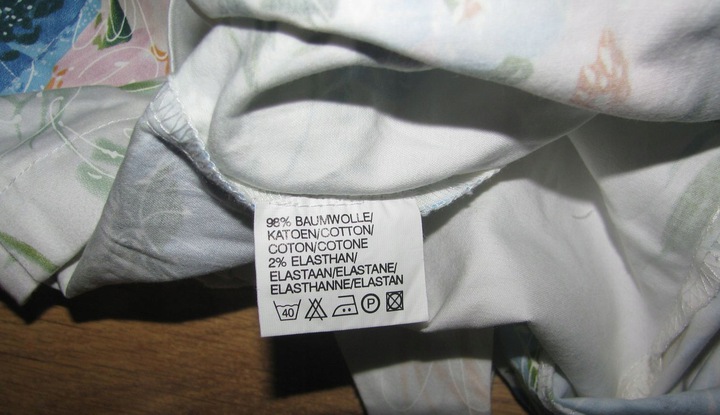 98% BAUMWOLLE/
KATOEN/COTTON/
COTON/COTONE
2% ELASTHAN/
ELASTAAN/ELASTANE/
ELASTHANNE/ELASTAN
40 P